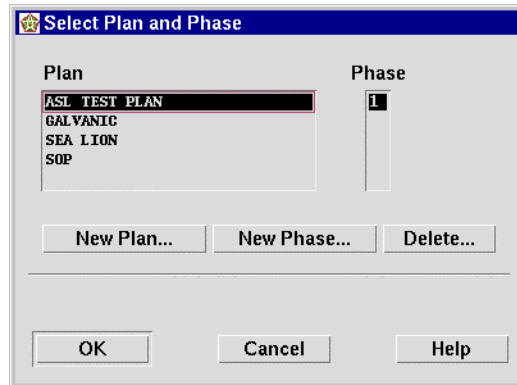 Select Plan and Phase
Plan Phase
ASL TEST PLAN 1
GALVANIC
SEA LION
SOP
New Plan... New Phase... Delete...
OK Cancel Help